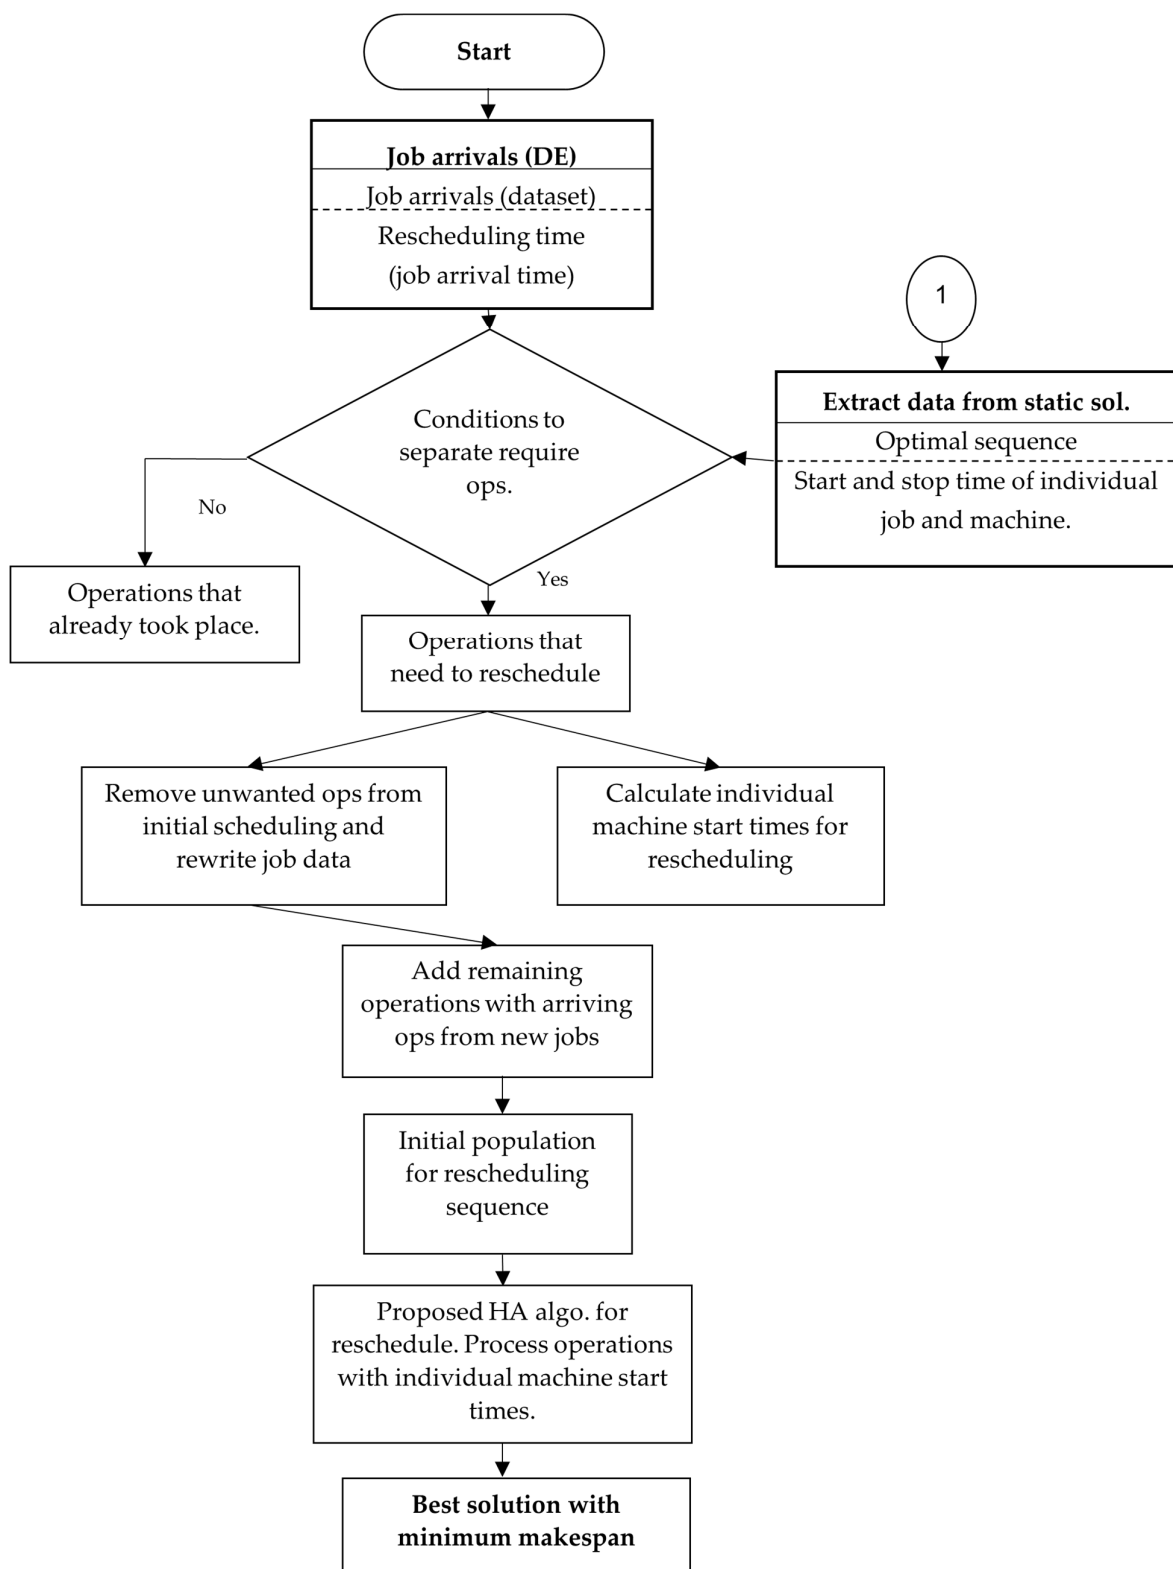 Start
Job arrivals (DE)
Job arrivals (dataset)
Rescheduling time
(job arrival time)
1
Extract data from static sol.
Optimal sequence
Start and stop time of individual
job and machine.
Conditions to
separate require
ops.
No
Yes
Operations that
already took place.
Operations that
need to reschedule
Remove unwanted ops from
initial scheduling and
rewrite job data
Calculate individual
machine start times for
rescheduling
Add remaining
operations with arriving
ops from new jobs
Initial population
for rescheduling
sequence
Proposed HA algo. for
reschedule. Process operations
with individual machine start
times.
Best solution with
minimum makespan